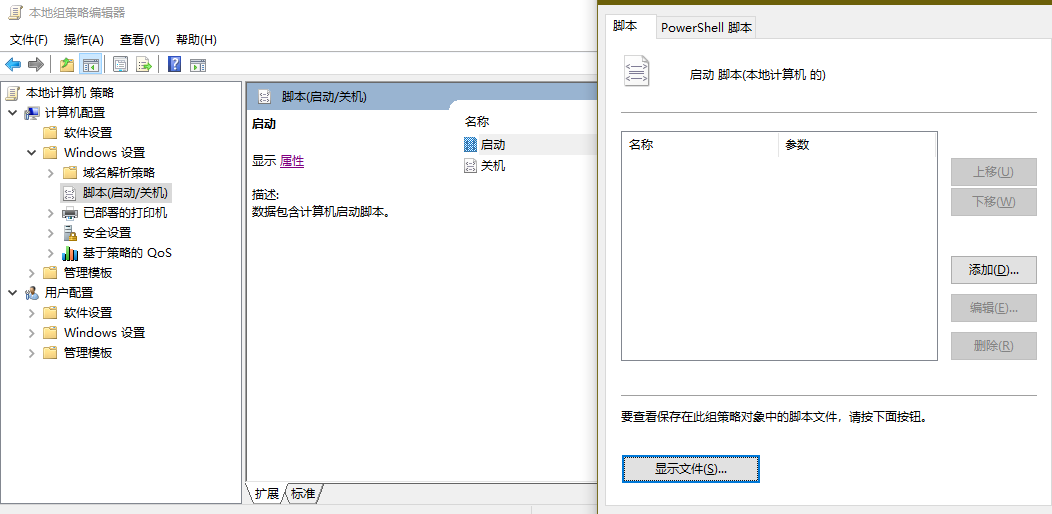 本地组策略编辑器
文件(F) 操作(A) 查看(V) 帮助(H)
本地计算机 策略
计算机配置
软件设置
Windows 设置
域名解析策略
脚本(启动/关机)
已部署的打印机
安全设置
基于策略的 QoS
管理模板
用户配置
软件设置
Windows 设置
管理模板
脚本(启动/关机)
启动
显示 属性
描述:
数据包含计算机启动脚本。
名称
启动
关机
扩展 标准
脚本 PowerShell 脚本
启动 脚本(本地计算机 的)
名称 参数
上移(U)
下移(W)
添加(D)...
编辑(E)...
删除(R)
要查看保存在此组策略对象中的脚本文件，请按下面按钮。
显示文件(S)...